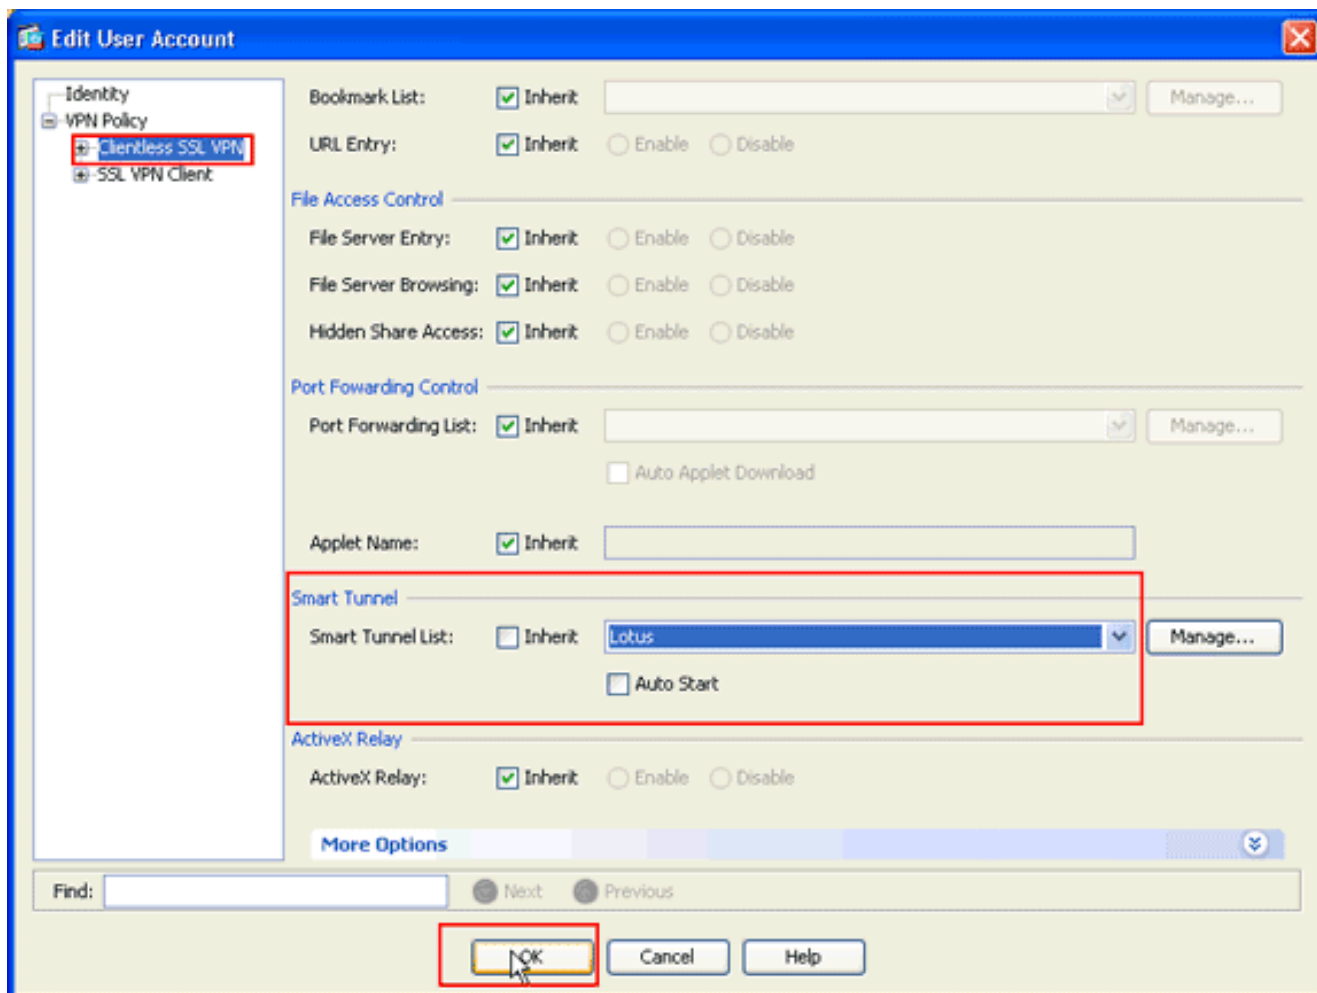 Edit User Account
Identity
VPN Policy
Clientless SSL VPN
SSL VPN Client
Bookmark List: Inherit Manage...
URL Entry: Inherit Enable Disable
File Access Control
File Server Entry: Inherit Enable Disable
File Server Browsing: Inherit Enable Disable
Hidden Share Access: Inherit Enable Disable
Port Fowarding Control
Port Forwarding List: Inherit Manage...
Auto Applet Download
Applet Name: Inherit
Smart Tunnel
Smart Tunnel List: Inherit Lotus Manage...
Auto Start
ActiveX Relay
ActiveX Relay: Inherit Enable Disable
More Options
Find: Next Previous
OK Cancel Help